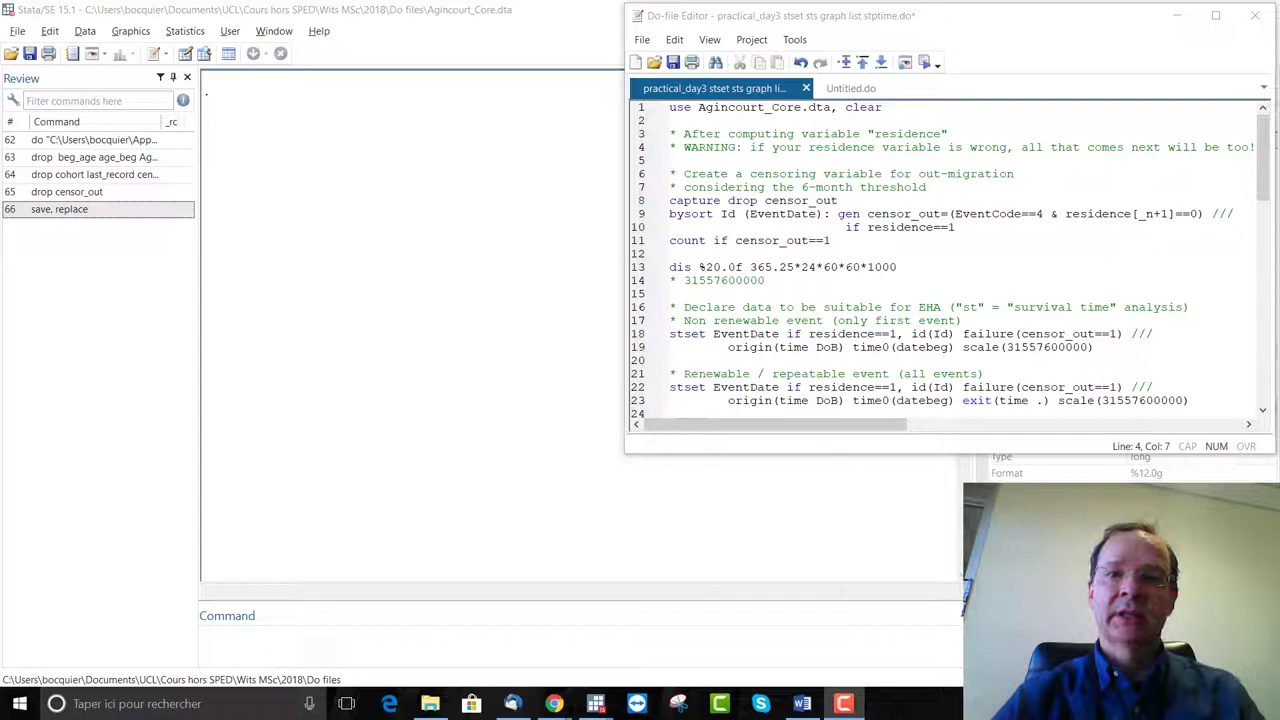 Stata/SE 15.1 - C:\Users\bocquier\Documents\UCL\Cours hors SPED\Wits MSc\2018\Do files\Agincourt_Core.dta
File Edit Data Graphics Statistics User Window Help
Review
Filter commands here
# Command _rc
62 do "C:\Users\bocquier\App...
63 drop beg_age age_beg Ag...
64 drop cohort last_record cen...
65 drop censor_out
66 save, replace
.
Command
C:\Users\bocquier\Documents\UCL\Cours hors SPED\Wits MSc\2018\Do files
Do-file Editor - practical_day3 stset sts graph list stptime.do*
File Edit View Project Tools
practical_day3 stset sts graph li... Untitled.do
1 use Agincourt_Core.dta, clear
2
3 * After computing variable "residence"
4 * WARNING: if your residence variable is wrong, all that comes next will be too!
5
6 * Create a censoring variable for out-migration
7 * considering the 6-month threshold
8 capture drop censor_out
9 bysort Id (EventDate): gen censor_out=(EventCode==4 & residence[_n+1]==0) ///
10 if residence==1
11 count if censor_out==1
12
13 dis %20.0f 365.25*24*60*60*1000
14 * 31557600000
15
16 * Declare data to be suitable for EHA ("st" = "survival time" analysis)
17 * Non renewable event (only first event)
18 stset EventDate if residence==1, id(Id) failure(censor_out==1) ///
19 origin(time DoB) time0(datebeg) scale(31557600000)
20
21 * Renewable / repeatable event (all events)
22 stset EventDate if residence==1, id(Id) failure(censor_out==1) ///
23 origin(time DoB) time0(datebeg) exit(time .) scale(31557600000)
24
Line: 4, Col: 7 CAP NUM OVR
Type long
Format %12.0g
Taper ici pour rechercher